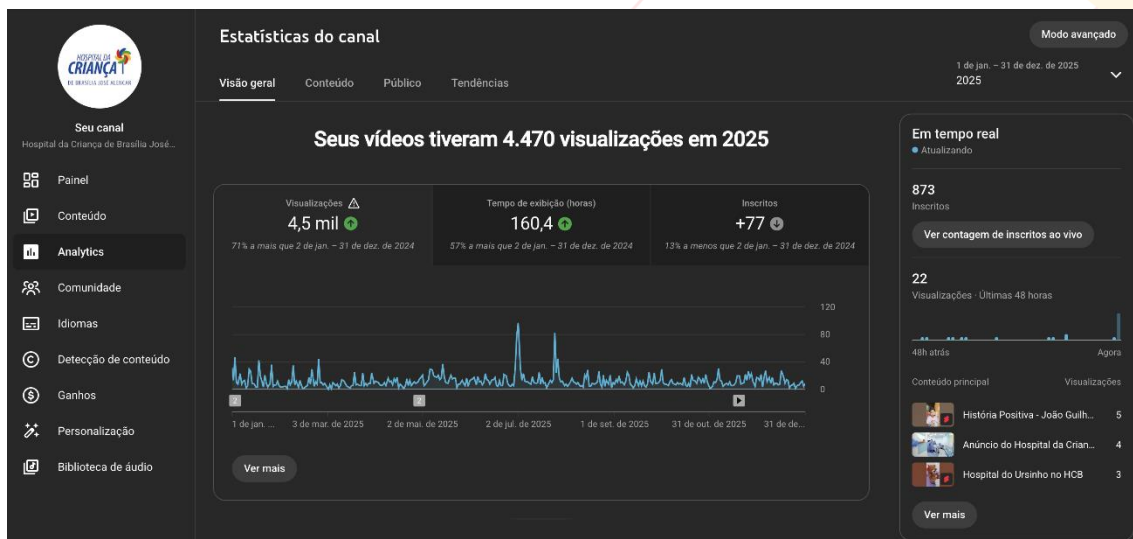 HOSPITAL DA
CRIANÇA
DE BRASÍLIA JOSÉ ALENCAR
Seu canal
Hospital da Criança de Brasília José...
Painel
Conteúdo
Analytics
Comunidade
Idiomas
Detecção de conteúdo
Ganhos
Personalização
Biblioteca de áudio
Estatísticas do canal
Modo avançado
Visão geral
Conteúdo
Público
Tendências
1 de jan. – 31 de dez. de 2025
2025
Seus vídeos tiveram 4.470 visualizações em 2025
Visualizações
4,5 mil
71% a mais que 2 de jan. – 31 de dez. de 2024
Tempo de exibição (horas)
160,4
57% a mais que 2 de jan. – 31 de dez. de 2024
Inscritos
+77
13% a menos que 2 de jan. – 31 de dez. de 2024
120
80
40
0
2
2
1 de jan. ...
3 de mar. de 2025
2 de mai. de 2025
2 de jul. de 2025
1 de set. de 2025
31 de out. de 2025
31 de de...
Ver mais
Em tempo real
Atualizando
873
Inscritos
Ver contagem de inscritos ao vivo
22
Visualizações · Últimas 48 horas
48h atrás
Agora
Conteúdo principal
Visualizações
História Positiva - João Guilh...
5
Anúncio do Hospital da Crian...
4
Hospital do Ursinho no HCB
3
Ver mais